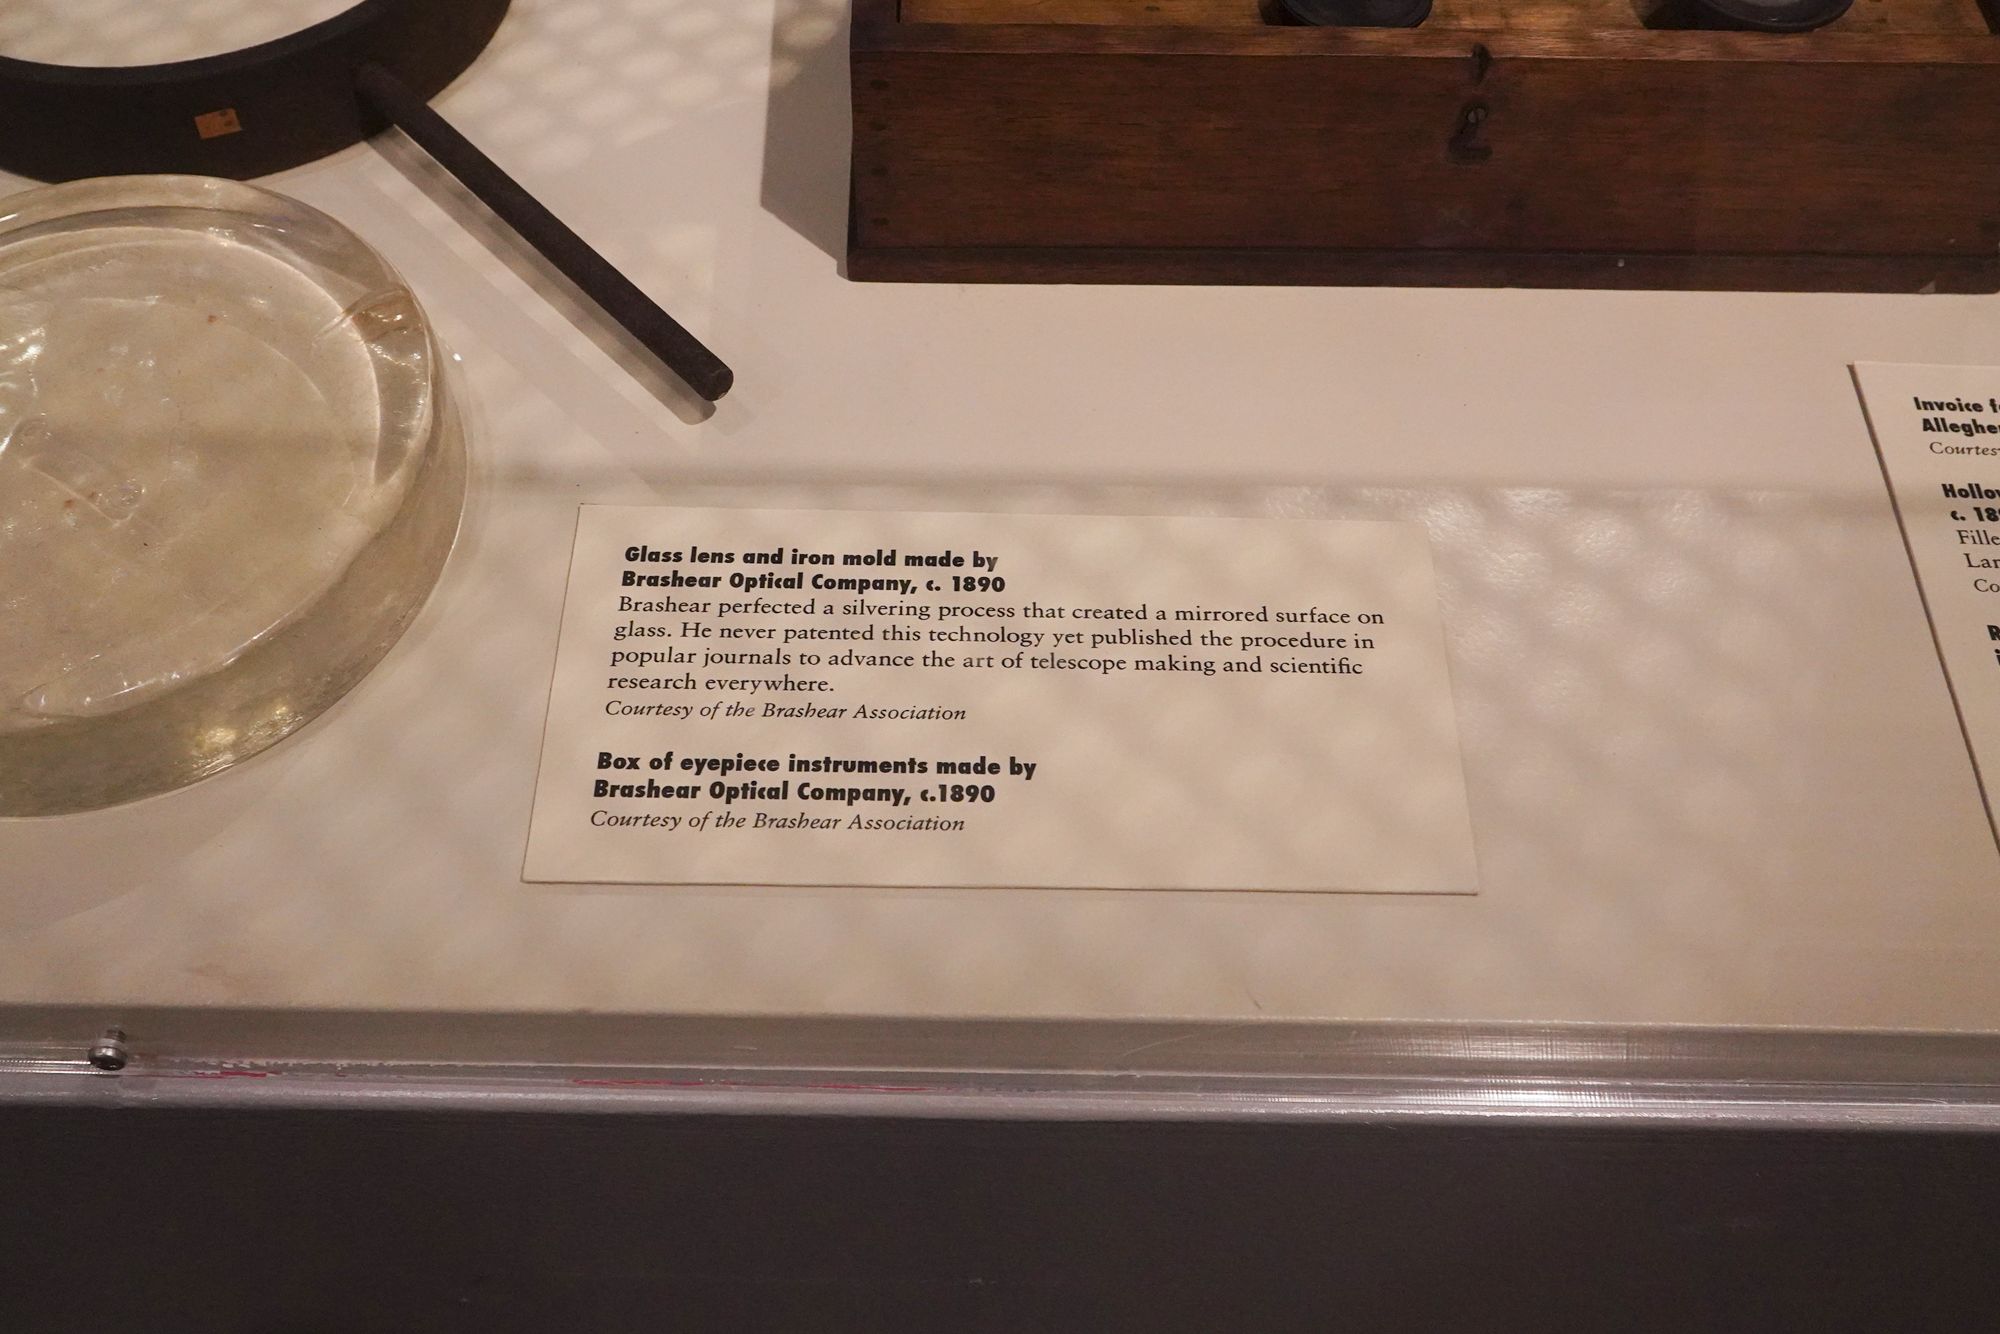 Glass lens and iron mold made by
Brashear Optical Company, c. 1890
Brashear perfected a silvering process that created a mirrored surface on
glass. He never patented this technology yet published the procedure in
popular journals to advance the art of telescope making and scientific
research everywhere.
Courtesy of the Brashear Association
Box of eyepiece instruments made by
Brashear Optical Company, c.1890
Courtesy of the Brashear Association
Invoice
c.